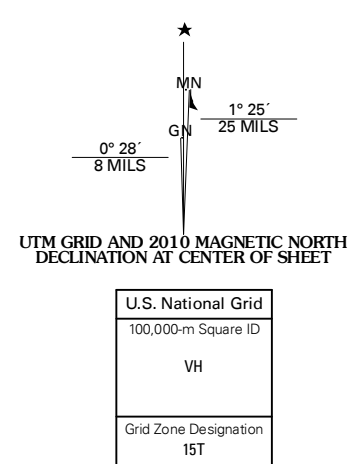 ★
MN
1° 25´
25 MILS
GN
0° 28´
8 MILS
UTM GRID AND 2010 MAGNETIC NORTH
DECLINATION AT CENTER OF SHEET
U.S. National Grid
100,000-m Square ID
VH
Grid Zone Designation
15T